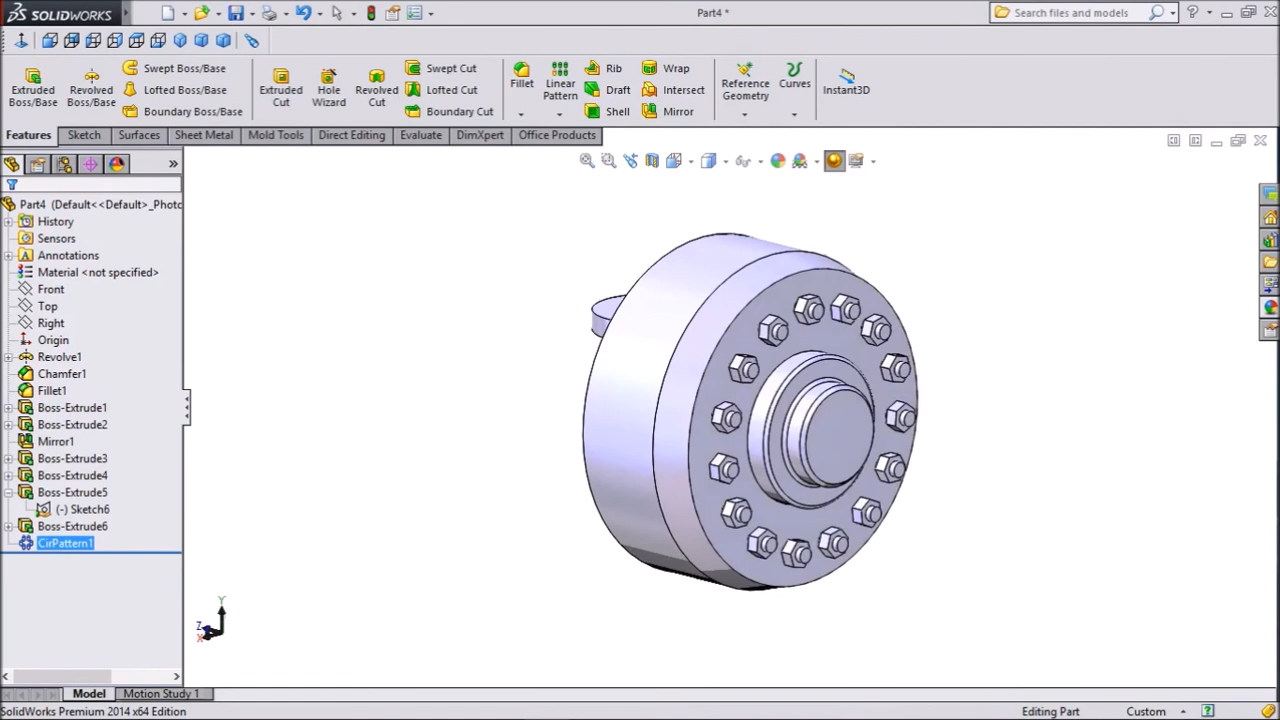 SOLIDWORKS
Part4 *
Search files and models
Extruded Boss/Base
Revolved Boss/Base
Swept Boss/Base
Lofted Boss/Base
Boundary Boss/Base
Extruded Cut
Hole Wizard
Revolved Cut
Swept Cut
Lofted Cut
Boundary Cut
Fillet
Linear Pattern
Rib
Draft
Shell
Wrap
Intersect
Mirror
Reference Geometry
Curves
Instant3D
Features
Sketch
Surfaces
Sheet Metal
Mold Tools
Direct Editing
Evaluate
DimXpert
Office Products
Part4 (Default<<Default>_Photo
History
Sensors
Annotations
Material <not specified>
Front
Top
Right
Origin
Revolve1
Chamfer1
Fillet1
Boss-Extrude1
Boss-Extrude2
Mirror1
Boss-Extrude3
Boss-Extrude4
Boss-Extrude5
(-) Sketch6
Boss-Extrude6
CirPattern1
Y
Z
X
Model
Motion Study 1
SolidWorks Premium 2014 x64 Edition
Editing Part
Custom